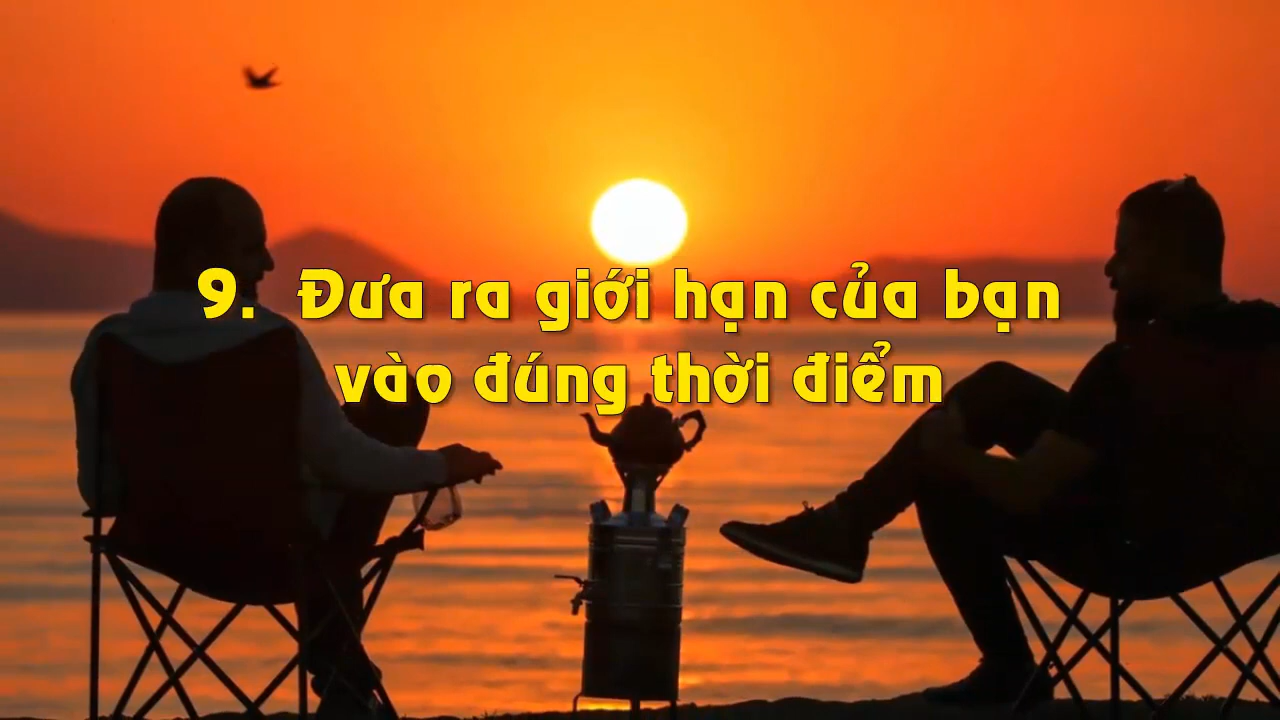 9. Đưa ra giới hạn của bạn
vào đúng thời điểm